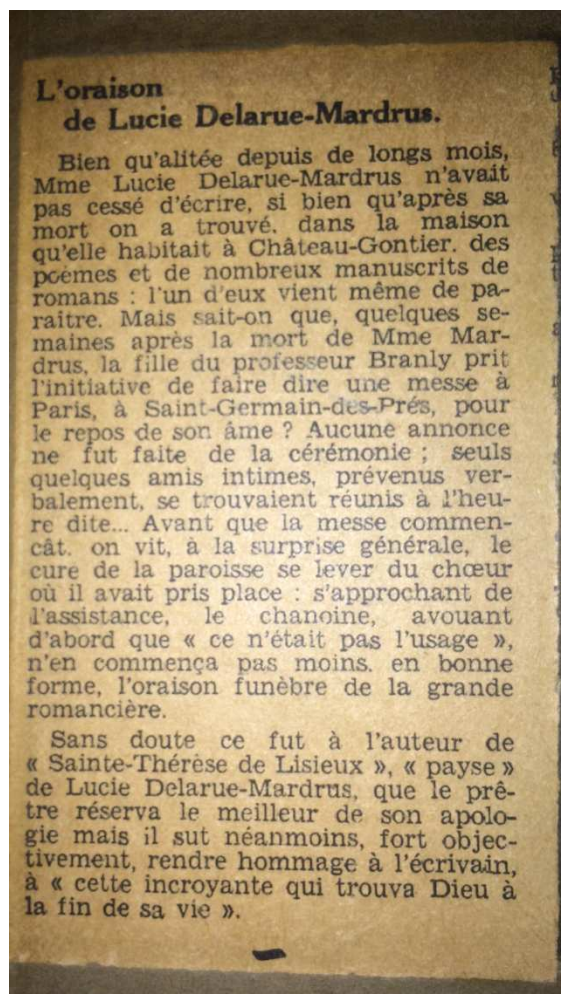 L'oraison
de Lucie Delarue-Mardrus.
Bien qu'alitée depuis de longs mois,
Mme Lucie Delarue-Mardrus n'avait
pas cessé d'écrire, si bien qu'après sa
mort on a trouvé. dans la maison
qu'elle habitait à Château-Gontier. des
poèmes et de nombreux manuscrits de
romans : l'un d'eux vient même de pa-
raître. Mais sait-on que, quelques se-
maines après la mort de Mme Mar-
drus, la fille du professeur Branly prit
l'initiative de faire dire une messe à
Paris, à Saint-Germain-des-Prés, pour
le repos de son âme ? Aucune annonce
ne fut faite de la cérémonie ; seuls
quelques amis intimes, prévenus ver-
balement, se trouvaient réunis à l'heu-
re dite... Avant que la messe commen-
cât. on vit, à la surprise générale, le
cure de la paroisse se lever du chœur
où il avait pris place : s'approchant de
l'assistance, le chanoine, avouant
d'abord que « ce n'était pas l'usage »,
n'en commença pas moins. en bonne
forme, l'oraison funèbre de la grande
romancière.
Sans doute ce fut à l'auteur de
« Sainte-Thérèse de Lisieux », « payse »
de Lucie Delarue-Mardrus, que le prê-
tre réserva le meilleur de son apolo-
gie mais il sut néanmoins, fort objec-
tivement, rendre hommage à l'écrivain,
à « cette incroyante qui trouva Dieu à
la fin de sa vie ».